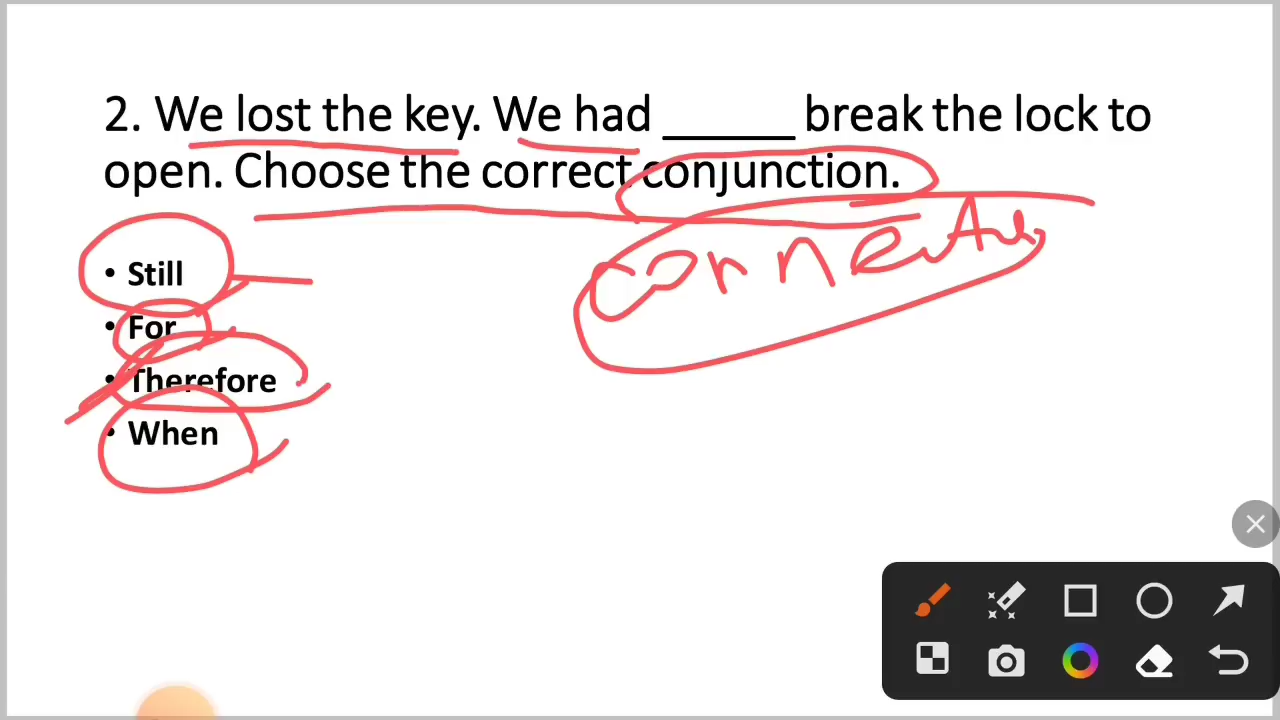 2. We lost the key. We had ______ break the lock to
open. Choose the correct conjunction.
• Still
• For
• Therefore
• When